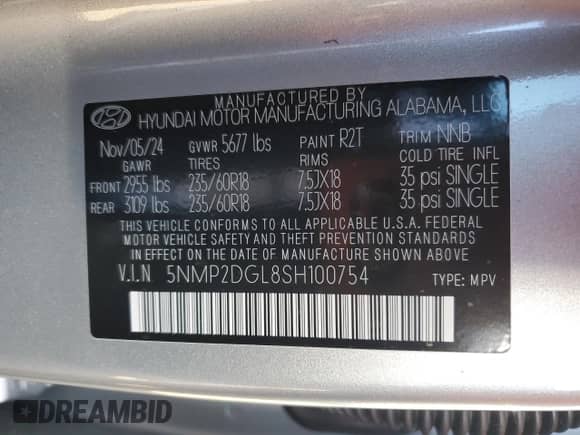 MANUFACTURED BY
HYUNDAI MOTOR MANUFACTURING ALABAMA, LLC
Nov/05/24 GVWR 5677 lbs PAINT R2T TRIM NNB
GAWR TIRES RIMS COLD TIRE INFL
FRONT 2955 lbs 235/60R18 7.5JX18 35 psi SINGLE
REAR 3109 lbs 235/60R18 7.5JX18 35 psi SINGLE
THIS VEHICLE CONFORMS TO ALL APPLICABLE U.S.A. FEDERAL
MOTOR VEHICLE SAFETY AND THEFT PREVENTION STANDARDS
IN EFFECT ON THE DATE OF MANUFACTURE SHOWN ABOVE.
V.I.N 5NMP2DGL8SH100754 TYPE: MPV
DREAMBID